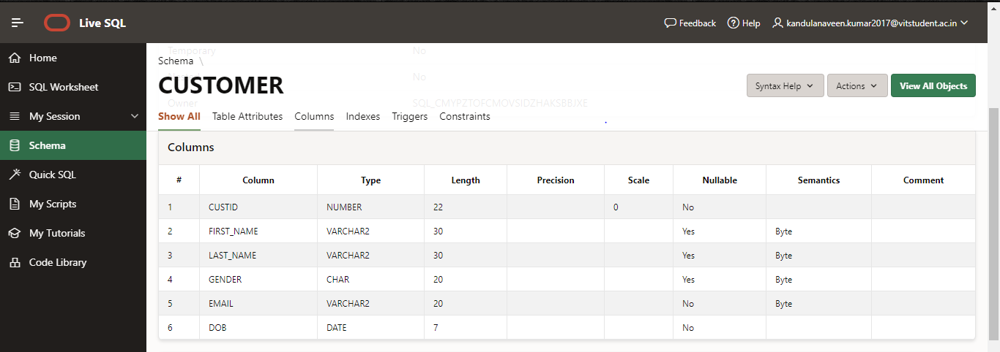 Live SQL
Feedback Help kandulanaveen.kumar2017@vitstudent.ac.in
Home
SQL Worksheet
My Session
Schema
Quick SQL
My Scripts
My Tutorials
Code Library
Temporary No
Schema \
No
CUSTOMER
Syntax Help Actions View All Objects
Owner SQL_CMYPZTOFCMOVSIDZHAKSBBJXE
Show All Table Attributes Columns Indexes Triggers Constraints
Columns
# Column Type Length Precision Scale Nullable Semantics Comment
1 CUSTID NUMBER 22 0 No
2 FIRST_NAME VARCHAR2 30 Yes Byte
3 LAST_NAME VARCHAR2 30 Yes Byte
4 GENDER CHAR 20 Yes Byte
5 EMAIL VARCHAR2 20 No Byte
6 DOB DATE 7 No